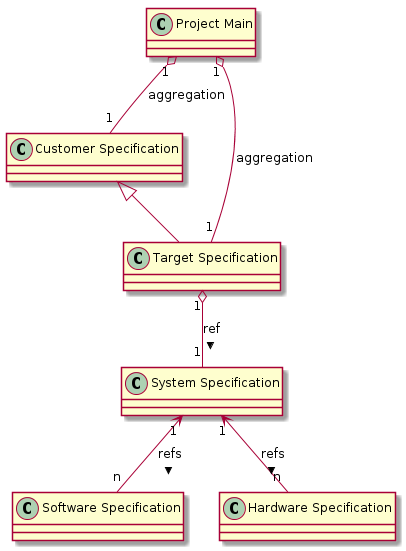 C Project Main
1 1
aggregation
1
C Customer Specification
aggregation
1
C Target Specification
1
ref
1
C System Specification
1 1
refs refs
n n
C Software Specification C Hardware Specification